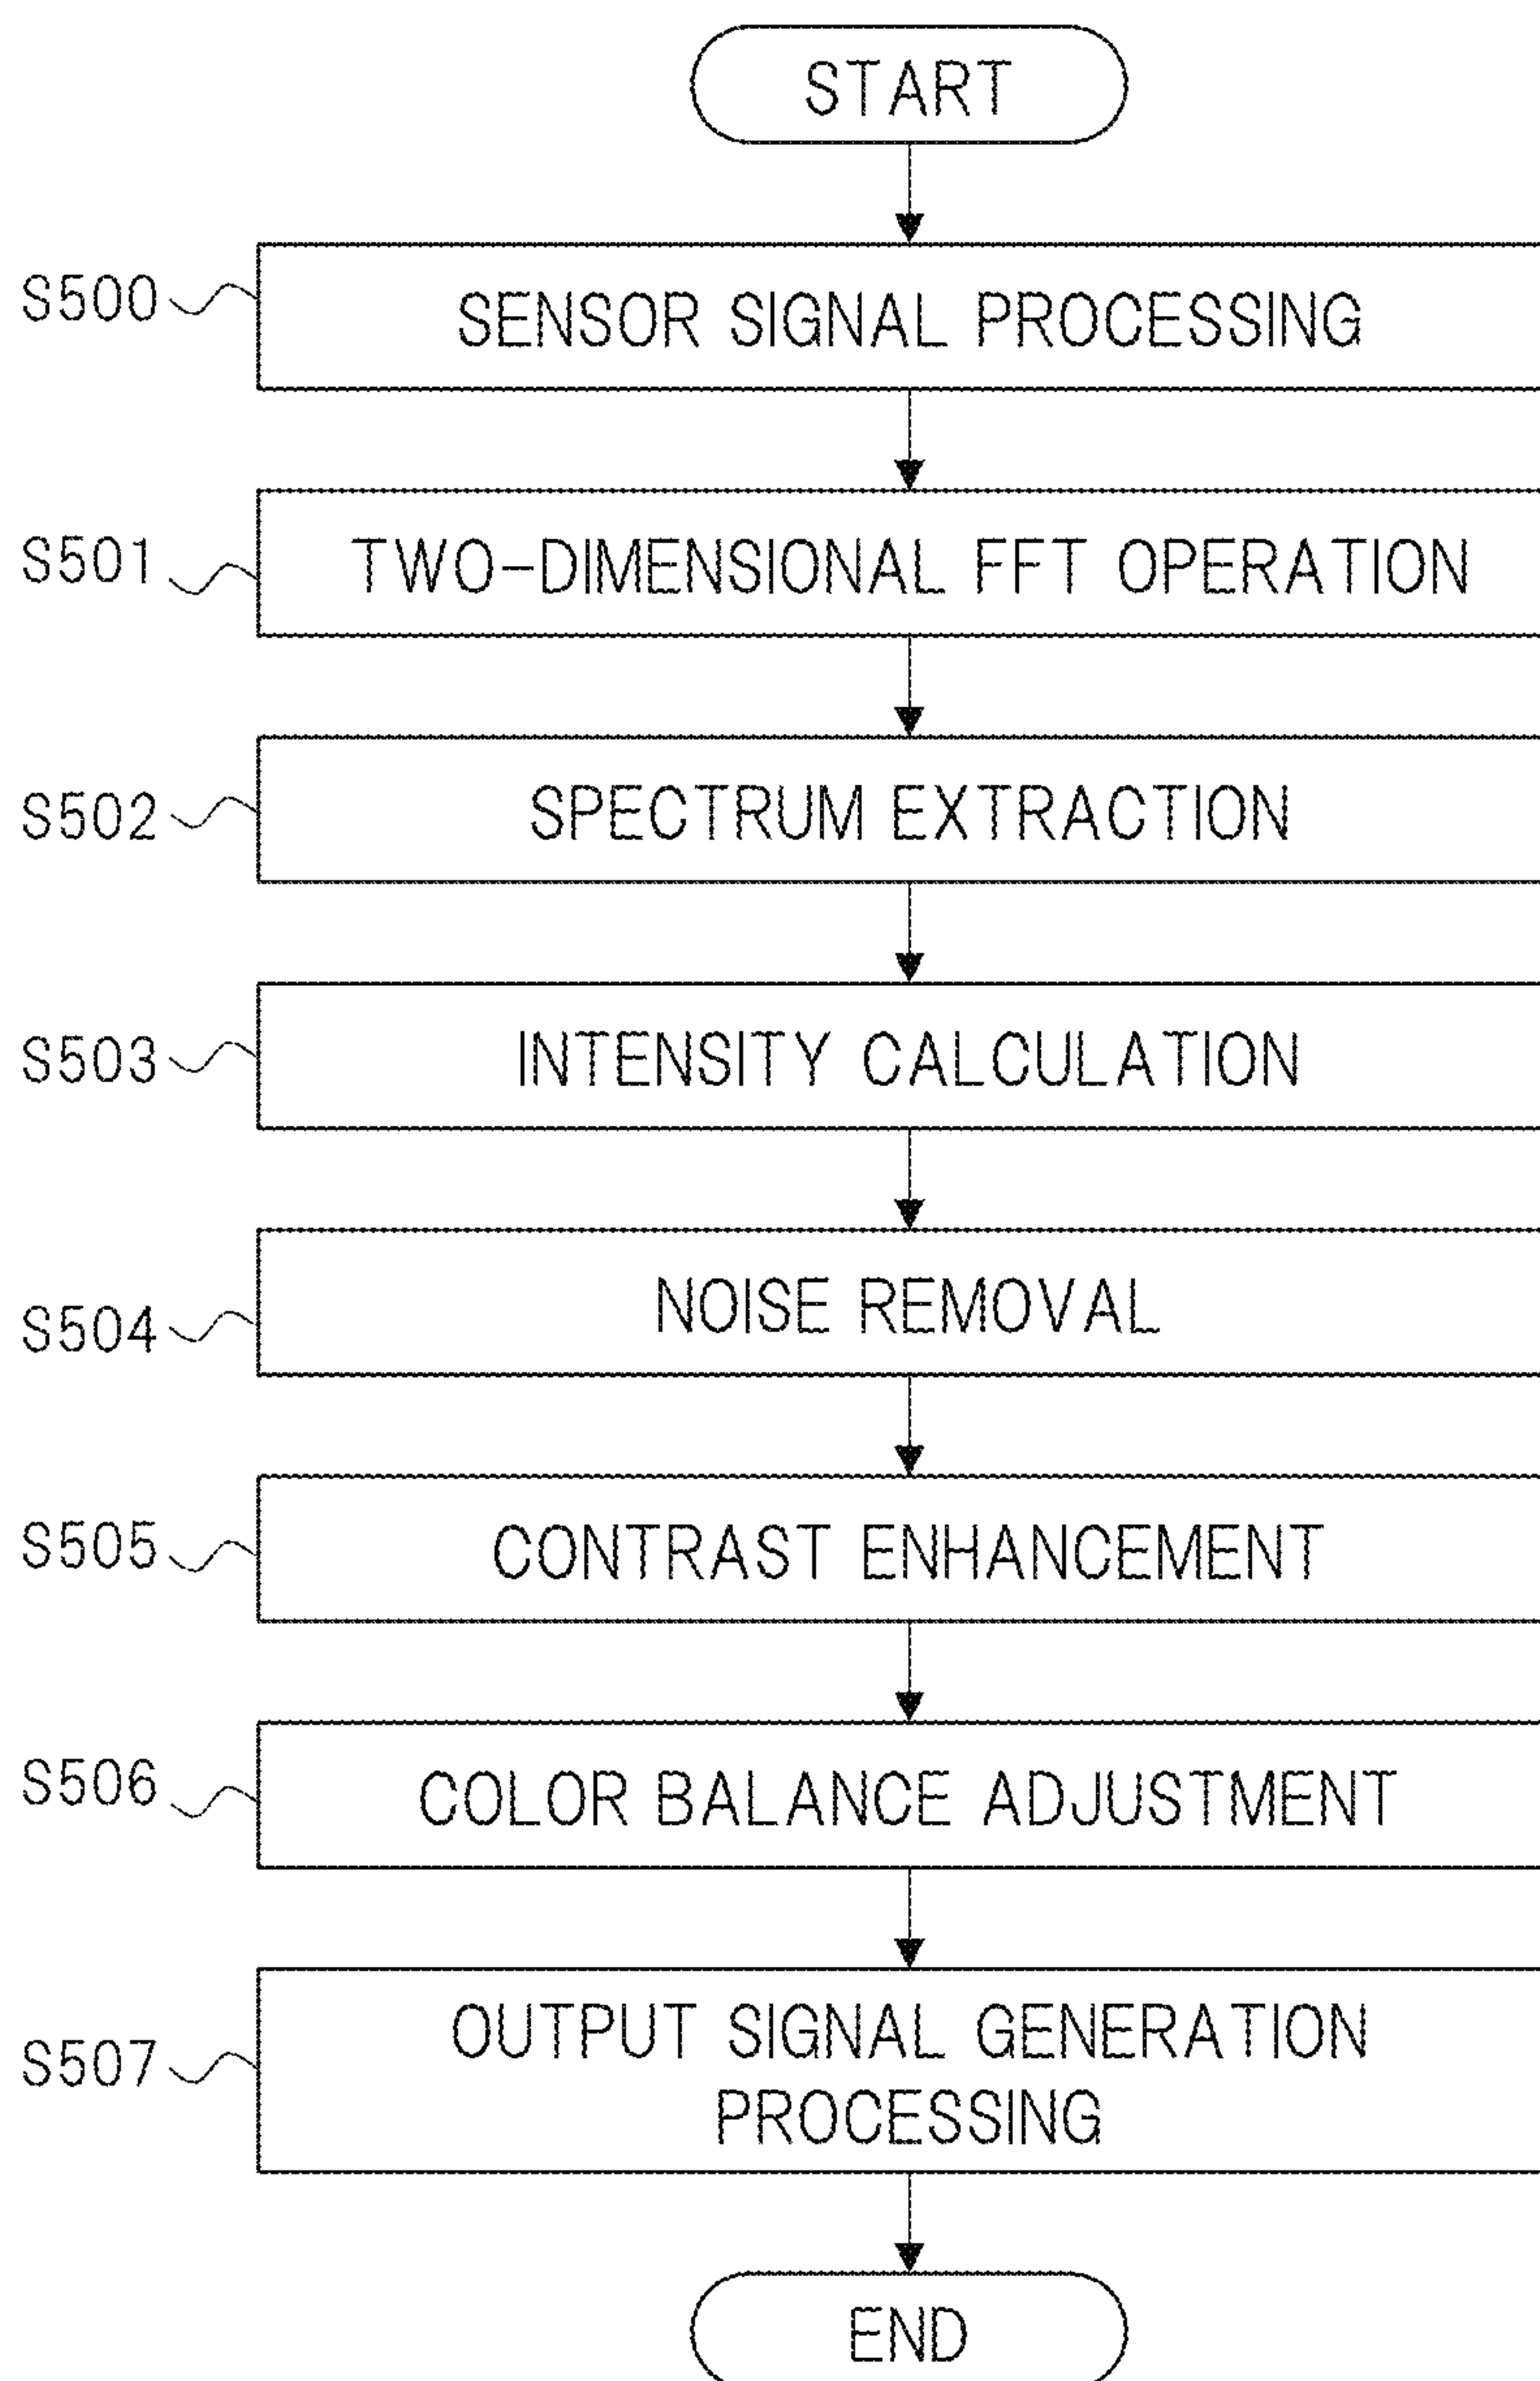 START
S500
SENSOR SIGNAL PROCESSING
S501
TWO-DIMENSIONAL FFT OPERATION
S502
SPECTRUM EXTRACTION
S503
INTENSITY CALCULATION
S504
NOISE REMOVAL
S505
CONTRAST ENHANCEMENT
S506
COLOR BALANCE ADJUSTMENT
S507
OUTPUT SIGNAL GENERATION
PROCESSING
END